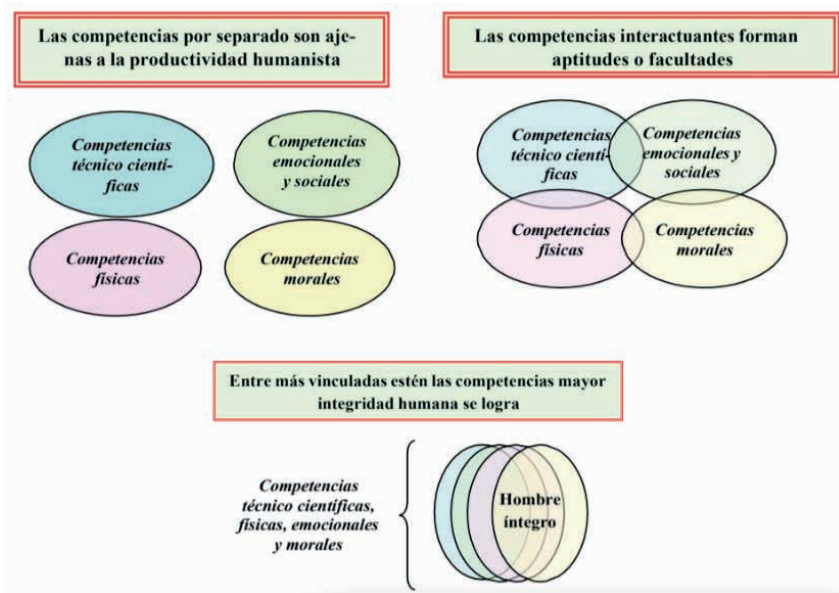 Las competencias por separado son aje-
nas a la productividad humanista
Las competencias interactuantes forman
aptitudes o facultades
Competencias
técnico cientí-
ficas
Competencias
emocionales
y sociales
Competencias
físicas
Competencias
morales
Competencias
técnico cientí-
ficas
Competencias
emocionales y
sociales
Competencias
físicas
Competencias
morales
Entre más vinculadas estén las competencias mayor
integridad humana se logra
Competencias
técnico científicas,
físicas, emocionales
y morales
Hombre
íntegro